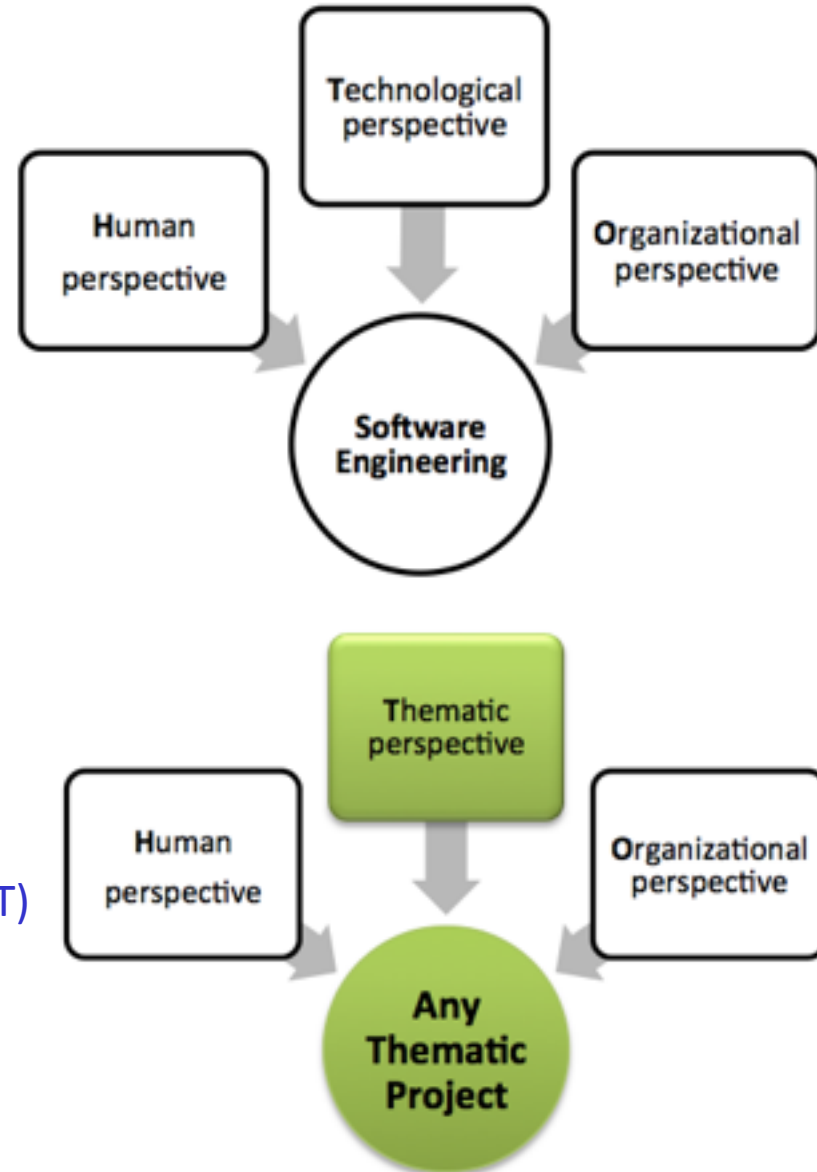 Technological
perspective
Human
perspective
Organizational
perspective
Software
Engineering
Thematic
perspective
Human
perspective
Organizational
perspective
T)
Any
Thematic
Project